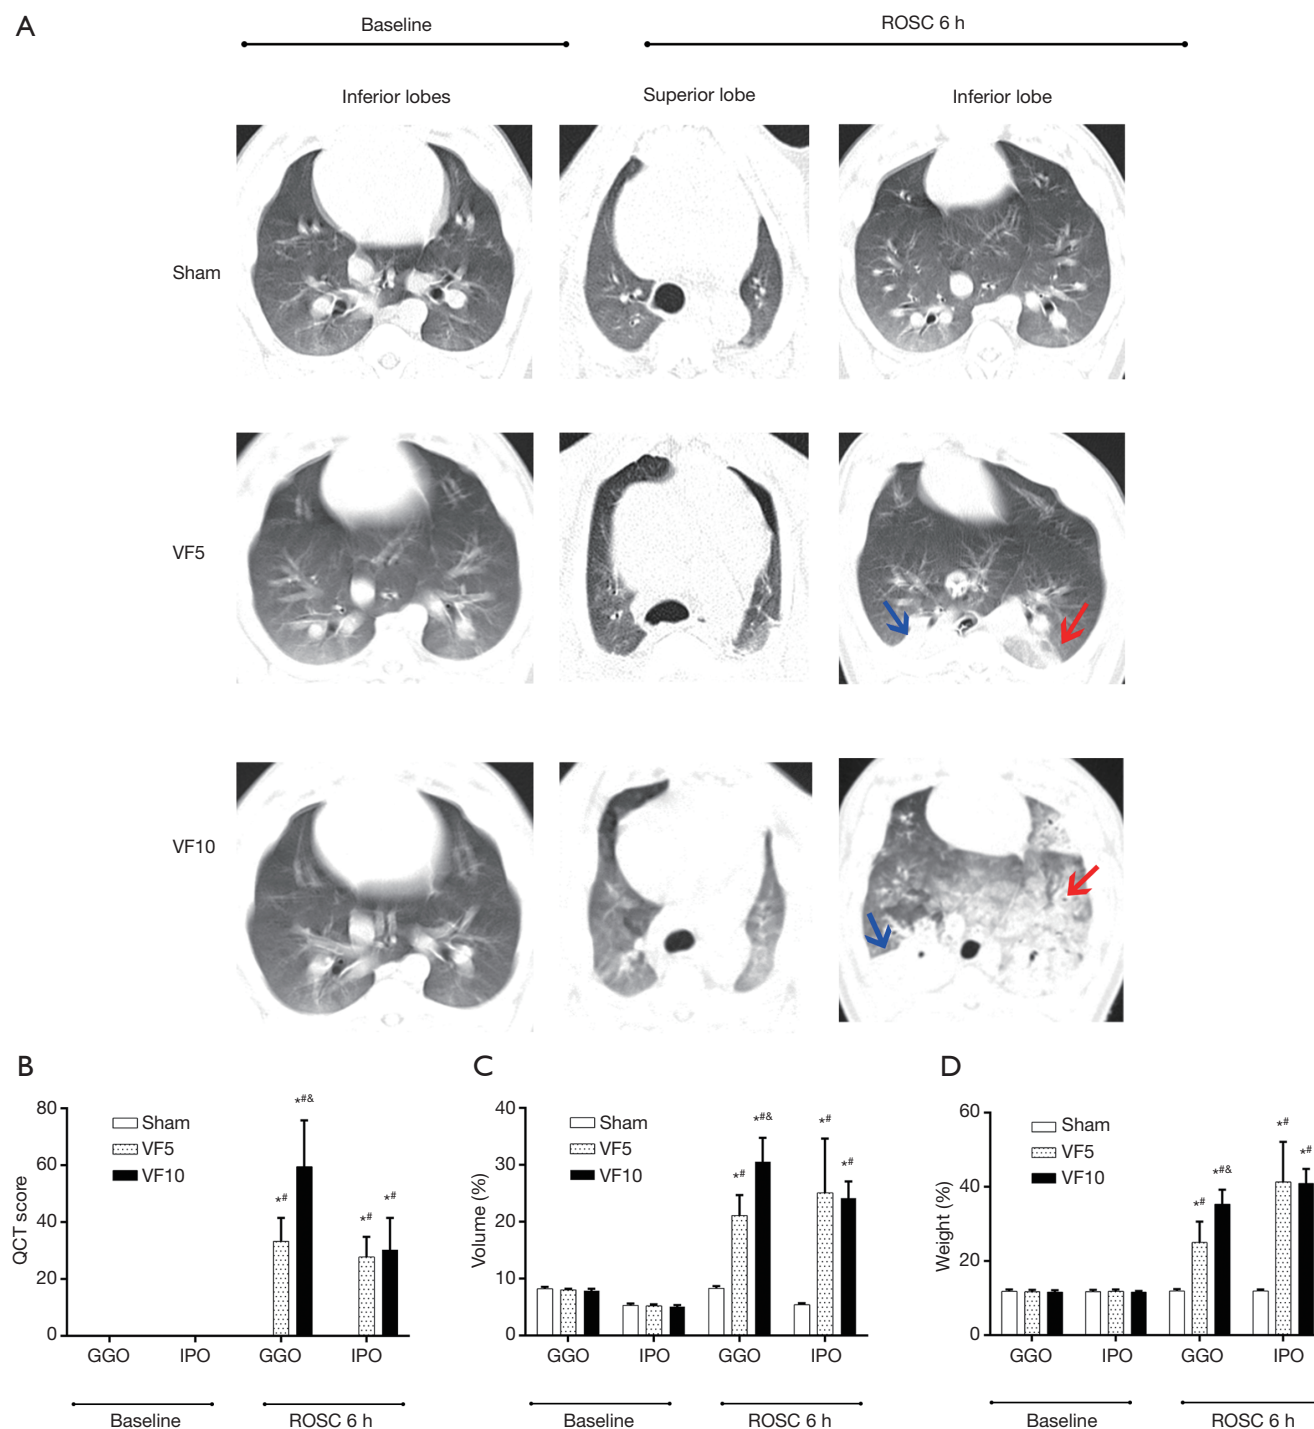 A
Baseline
ROSC 6 h
Inferior lobes
Superior lobe
Inferior lobe
Sham
VF5
VF10
B
QCT score
80
60
40
20
0
Sham
VF5
VF10
*#
*#&
*#
*#
GGO
IPO
GGO
IPO
Baseline
ROSC 6 h
C
Volume (%)
40
30
20
10
0
Sham
VF5
VF10
*#
*#&
*#
*#
GGO
IPO
GGO
IPO
Baseline
ROSC 6 h
D
Weight (%)
60
40
20
0
Sham
VF5
VF10
*#
*#&
*#
*#
GGO
IPO
GGO
IPO
Baseline
ROSC 6 h